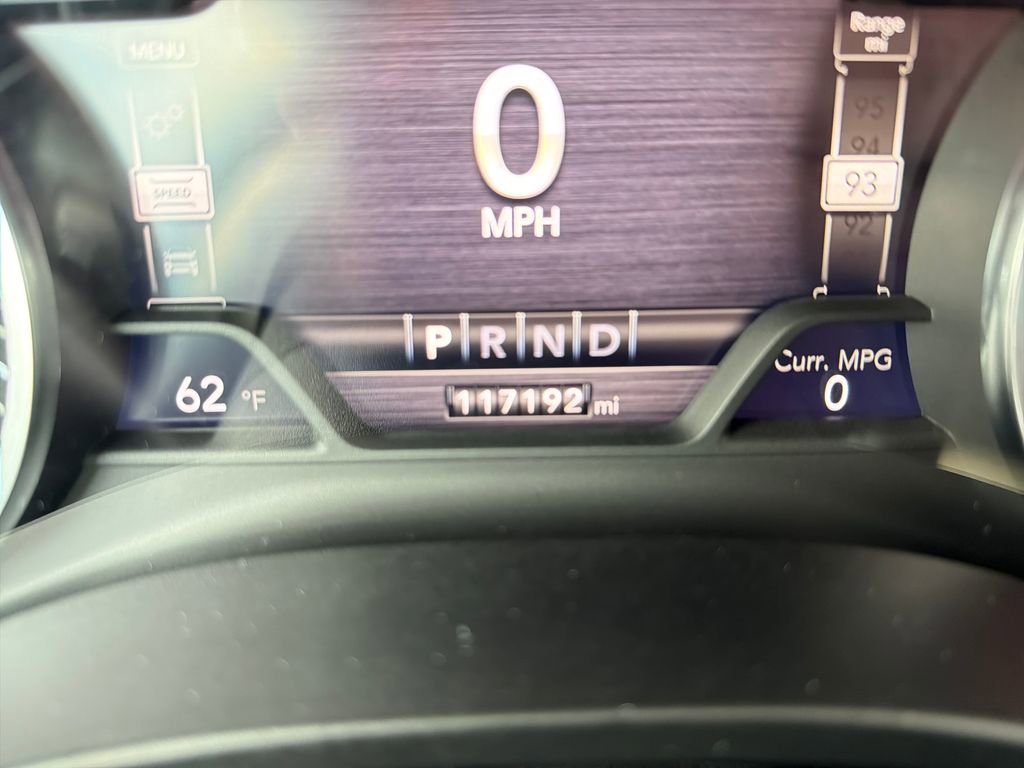 MENU
Range
mi
95
94
SPEED
93
92
0
MPH
P R N D
62 °F
117192 mi
Curr. MPG
0